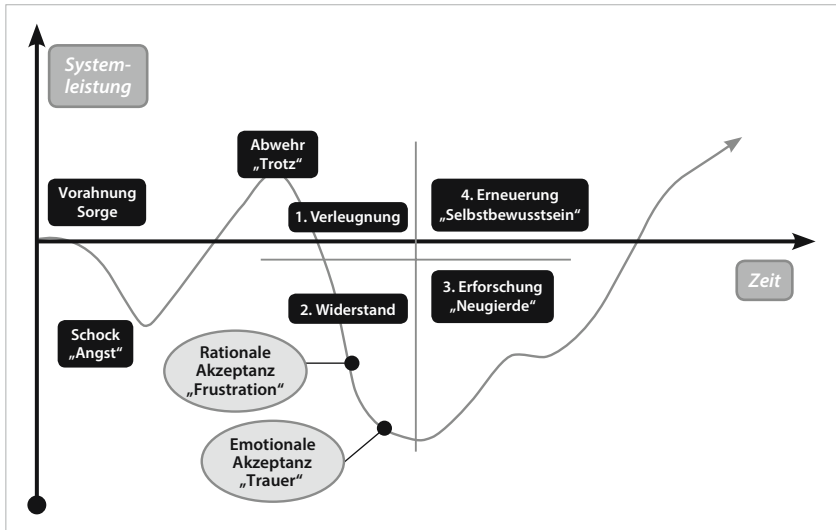 System-
leistung
Abwehr
„Trotz“
Vorahnung
Sorge
1. Verleugnung
4. Erneuerung
„Selbstbewusstsein“
Zeit
2. Widerstand
3. Erforschung
„Neugierde“
Schock
„Angst“
Rationale
Akzeptanz
„Frustration“
Emotionale
Akzeptanz
„Trauer“